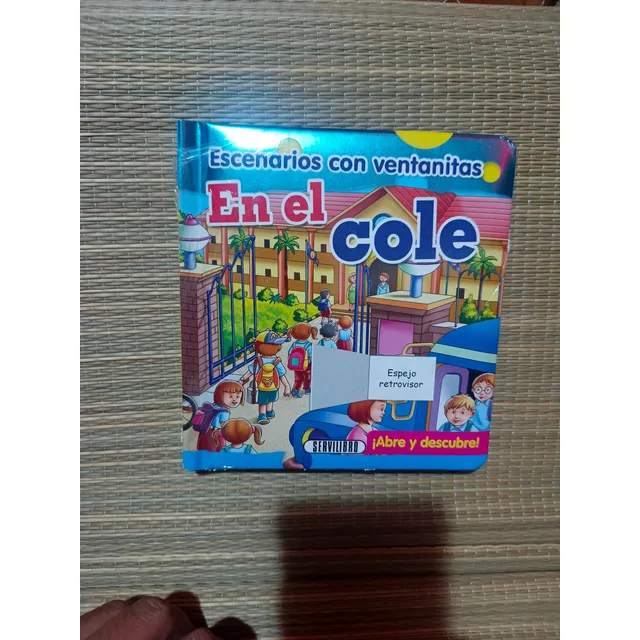 Escenarios con ventanitas
En el
cole
Espejo
retrovisor
¡Abre y descubre!
SERVILIBRO